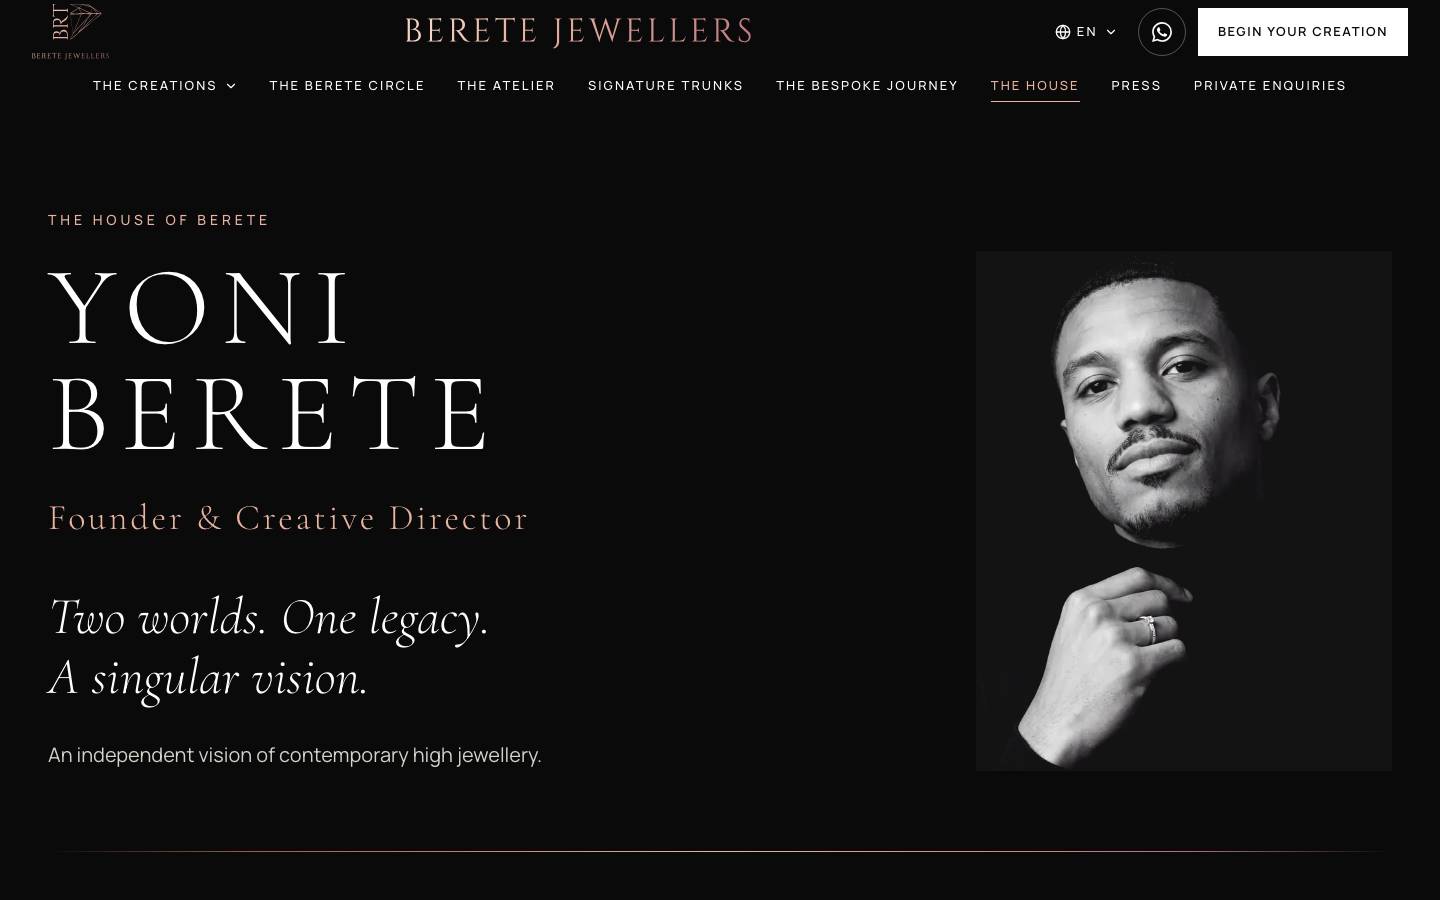 BRT
BERETE JEWELLERS
BERETE JEWELLERS
EN
BEGIN YOUR CREATION
THE CREATIONS
THE BERETE CIRCLE
THE ATELIER
SIGNATURE TRUNKS
THE BESPOKE JOURNEY
THE HOUSE
PRESS
PRIVATE ENQUIRIES
THE HOUSE OF BERETE
YONI
BERETE
Founder & Creative Director
Two worlds. One legacy.
A singular vision.
An independent vision of contemporary high jewellery.